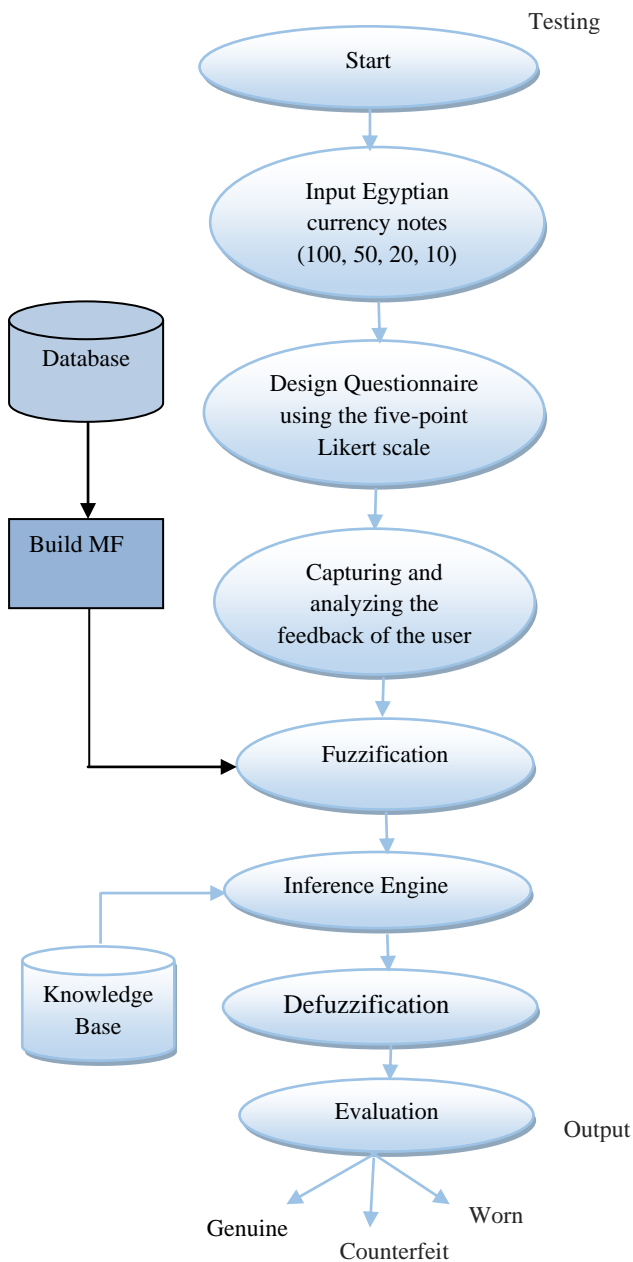 Testing
Start
Input Egyptian
currency notes
(100, 50, 20, 10)
Database
Design Questionnaire
using the five-point
Likert scale
Build MF
Capturing and
analyzing the
feedback of the user
Fuzzification
Inference Engine
Knowledge
Base
Defuzzification
Evaluation
Output
Genuine
Counterfeit
Worn